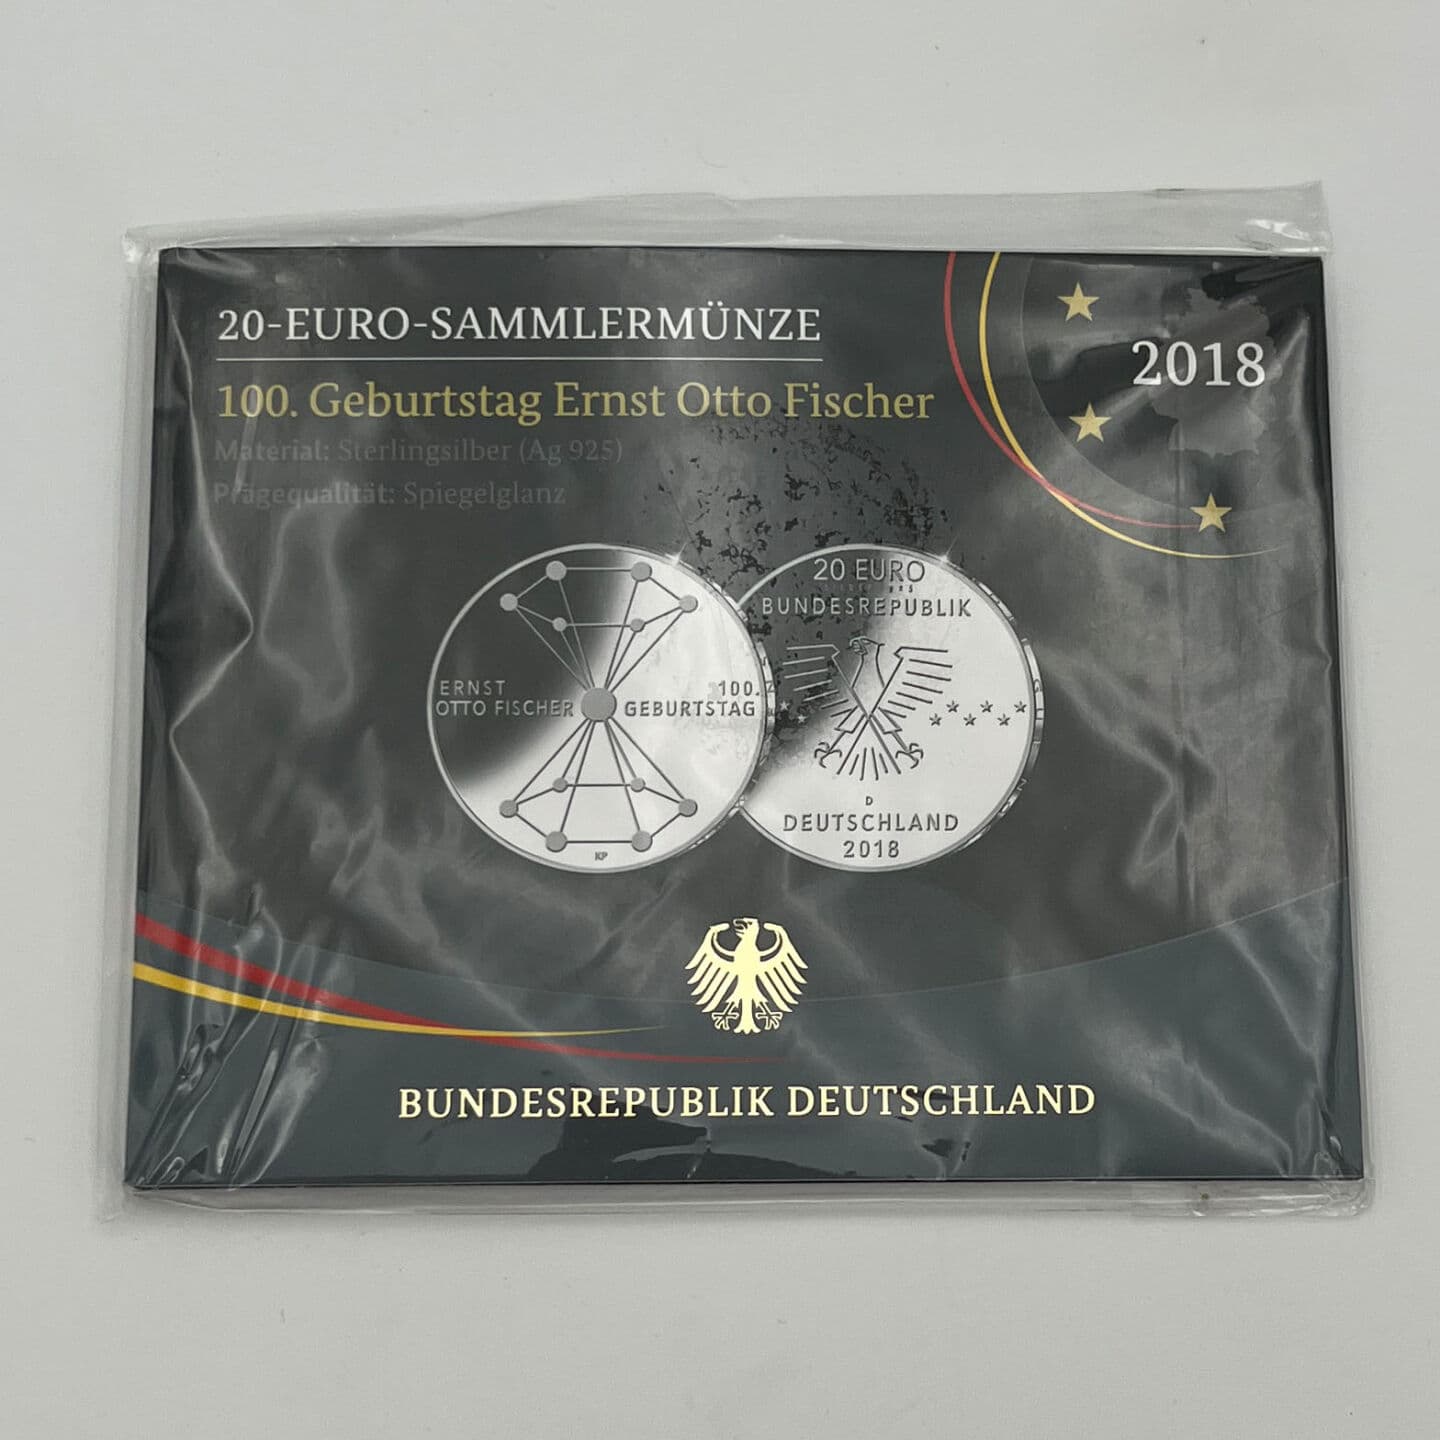 20-EURO-SAMMLERMÜNZE
2018
100. Geburtstag Ernst Otto Fischer
Material: Sterlingsilber (Ag 925)
Prägequalität: Spiegelglanz
ERNST
OTTO FISCHER
100.
GEBURTSTAG
KP
20 EURO
BUNDESREPUBLIK
D
DEUTSCHLAND
2018
BUNDESREPUBLIK DEUTSCHLAND